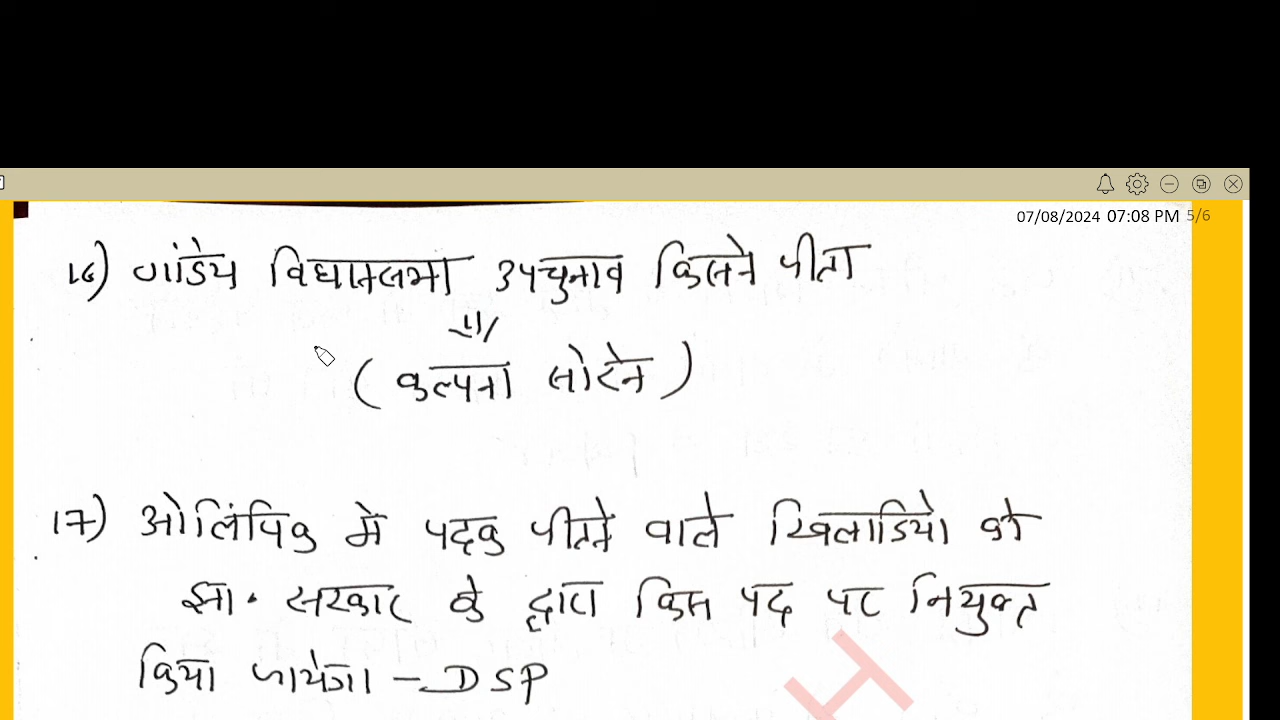 07/08/2024 07:08 PM 5/6
16) गांडेय विधानसभा उपचुनाव किसने जीता
( कल्पना सोरेन )
17) ओलिंपिक में पदक जीतने वाले खिलाडियो को
झा. सरकार के द्वारा किस पद पर नियुक्त
किया जायेगा - DSP
H